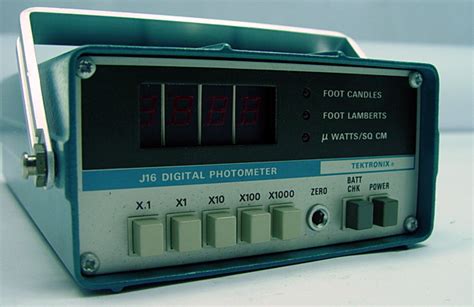 FOOT CANDLES
FOOT LAMBERTS
µ WATTS/SQ CM
J16 DIGITAL PHOTOMETER
TEKTRONIX®
X.1 X1 X10 X100 X1000 ZERO BATT CHK POWER